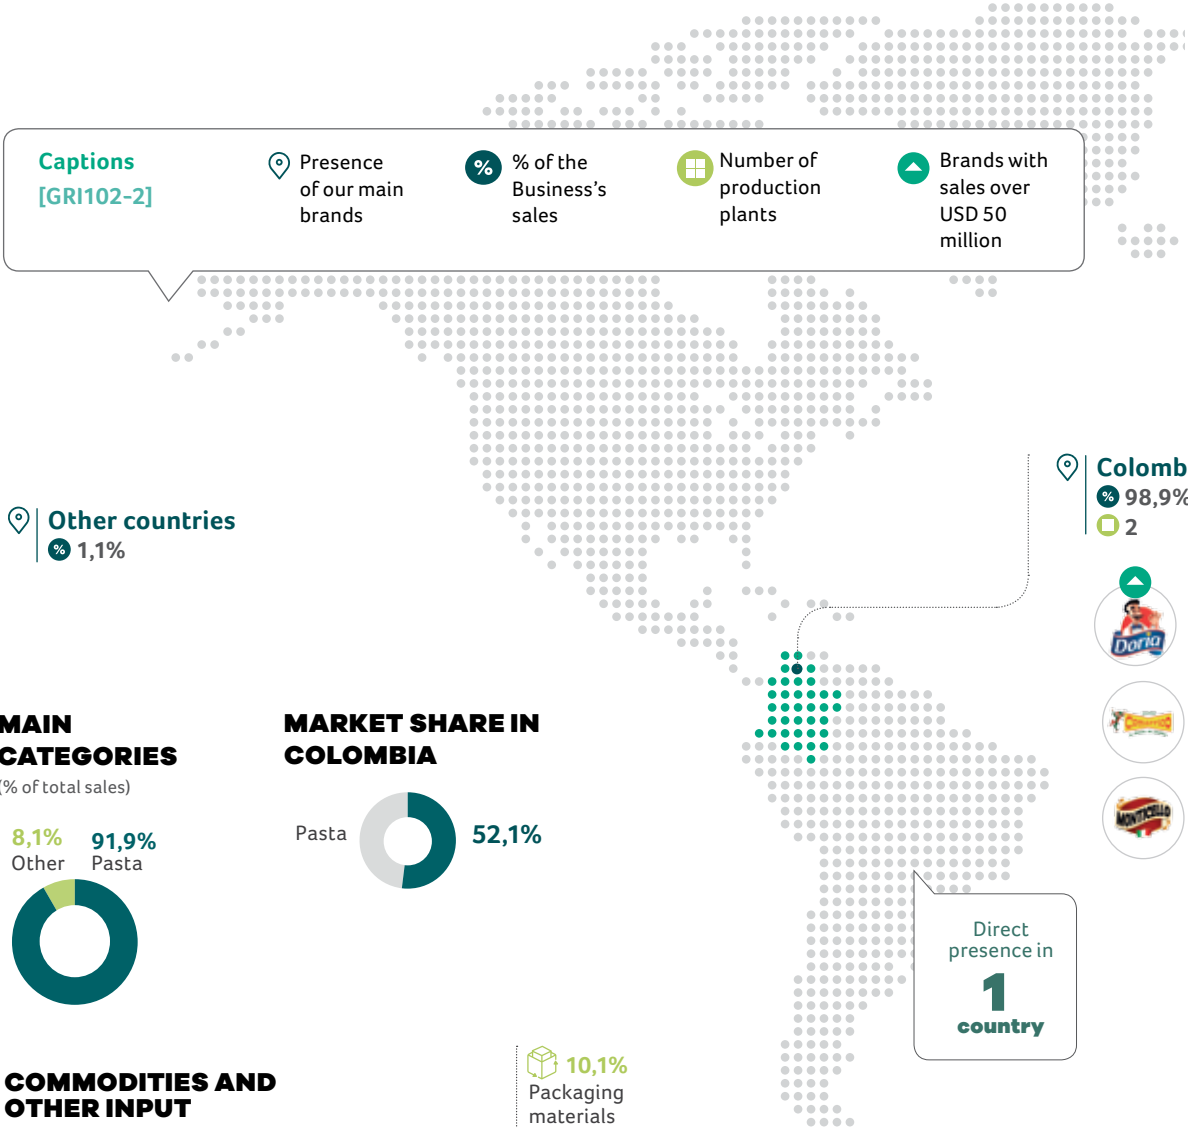 Captions
[GRI102-2]
Presence
of our main
brands
%
% of the
Business's
sales
Number of
production
plants
Brands with
sales over
USD 50
million
Colomb
% 98,9%
2
Other countries
% 1,1%
Doria
MONTICELLO
MAIN
CATEGORIES
(% of total sales)
8,1%
Other
91,9%
Pasta
MARKET SHARE IN
COLOMBIA
Pasta
52,1%
Direct
presence in
1
country
COMMODITIES AND
OTHER INPUT
10,1%
Packaging
materials